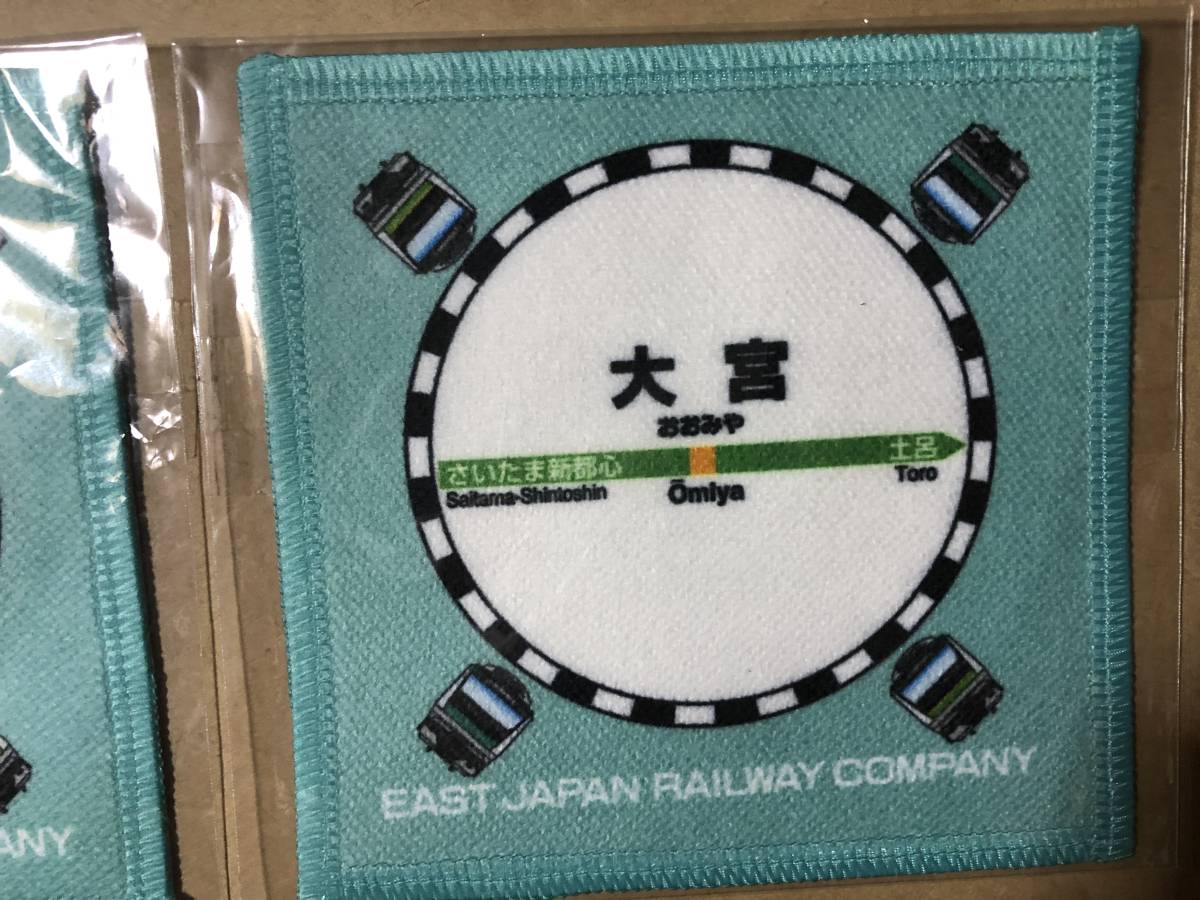 大宮
おおみや
さいたま新都心 土呂
Saitama-Shintoshin Ōmiya Toro
EAST JAPAN RAILWAY COMPANY
ANY